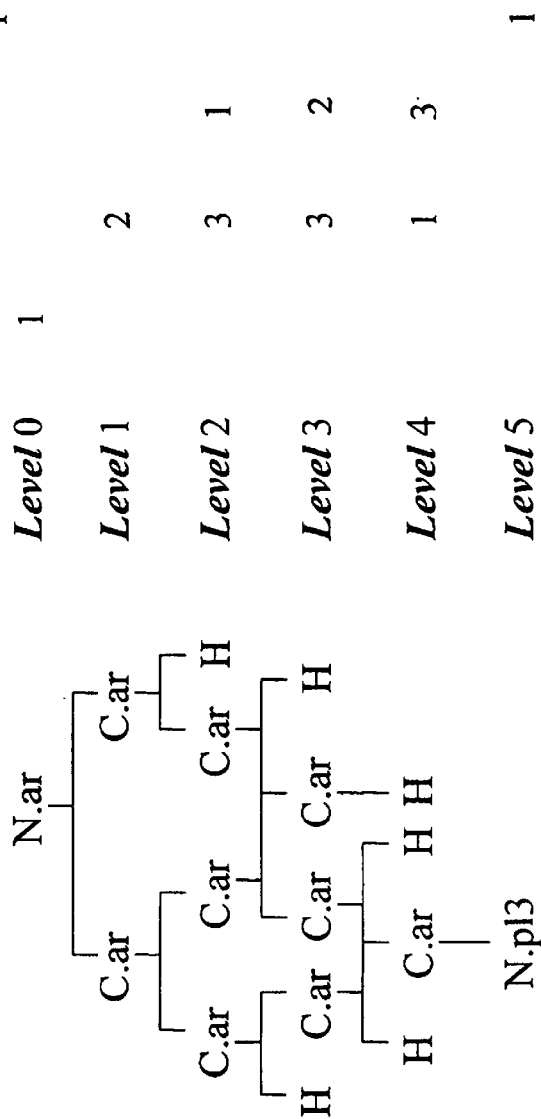 N.ar Level 0 1
C.ar C.ar Level 1 2
C.ar C.ar C.ar H Level 2 3 1
H C.ar C.ar C.ar H Level 3 3 2
H C.ar H H Level 4 1 3
N.pl3 Level 5 1